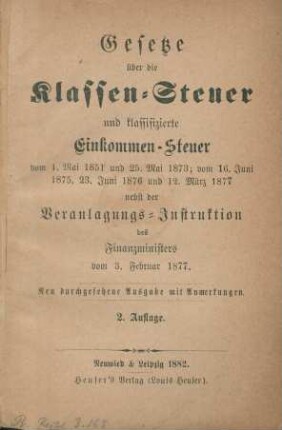 Gesetze
über die
Klassen-Steuer
und klassifizierte
Einkommen-Steuer
vom 1. Mai 1851 und 25. Mai 1873; vom 16. Juni
1875, 23. Juni 1876 und 12. März 1877
nebst der
Veranlagungs-Instruktion
des
Finanzministers
vom 3. Februar 1877.
Neu durchgesehene Ausgabe mit Anmerkungen.
2. Auflage.
Neuwied & Leipzig 1882.
Heuser's Verlag (Louis Heuser).